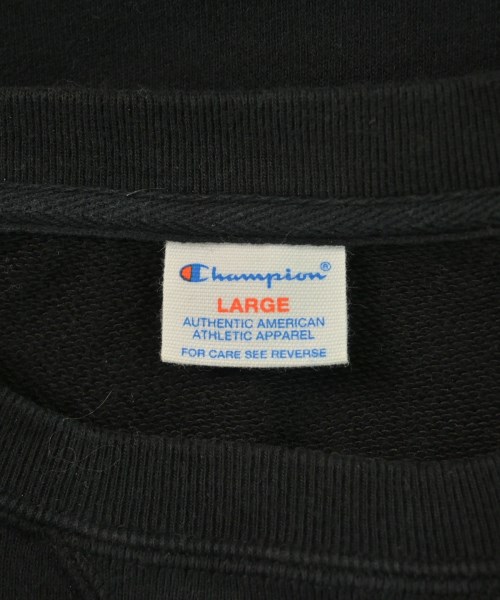 Champion®
LARGE
AUTHENTIC AMERICAN
ATHLETIC APPAREL
FOR CARE SEE REVERSE